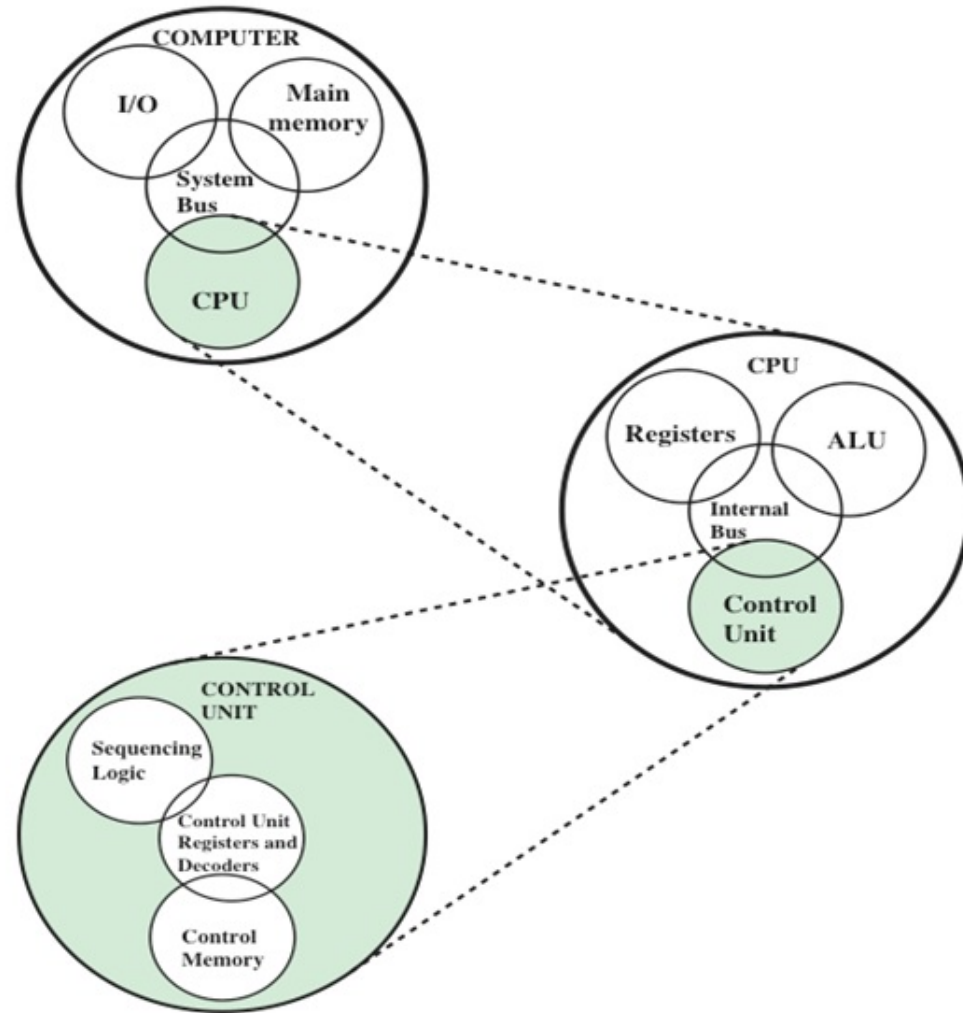 COMPUTER
I/O
Main
memory
System
Bus
CPU
CPU
Registers
ALU
Internal
Bus
Control
Unit
CONTROL
UNIT
Sequencing
Logic
Control Unit
Registers and
Decoders
Control
Memory